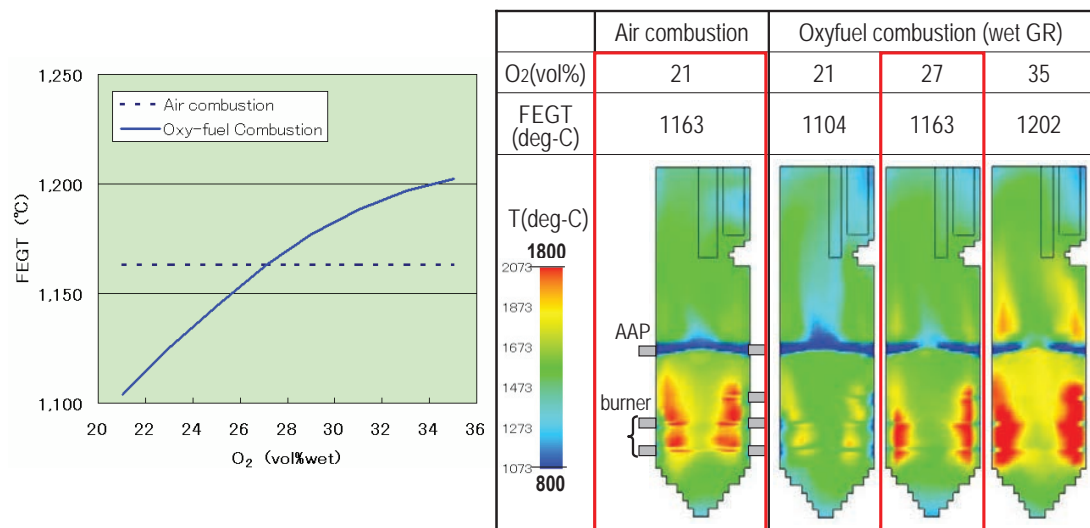 1,250
1,200
1,150
1,100
FEGT (℃)
Air combustion
Oxy-fuel Combustion
20 22 24 26 28 30 32 34 36
O₂ (vol%wet)
Air combustion Oxyfuel combustion (wet GR)
O2(vol%) 21 21 27 35
FEGT
(deg-C) 1163 1104 1163 1202
T(deg-C)
1800
2073
1873
1673
1473
1273
1073
800
AAP
burner